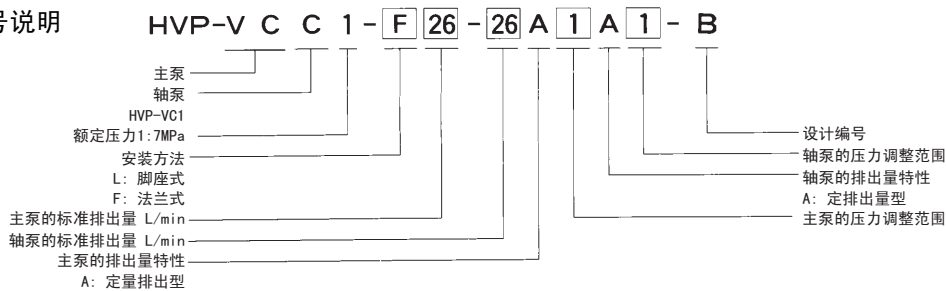 号说明
HVP-V C C 1 - F 26 - 26 A 1 A 1 - B
主泵
轴泵
HVP-VC1
额定压力1:7MPa
安装方法
L: 脚座式
F: 法兰式
主泵的标准排出量 L/min
轴泵的标准排出量 L/min
主泵的排出量特性
A: 定量排出型
设计编号
轴泵的压力调整范围
轴泵的排出量特性
A: 定排出量型
主泵的压力调整范围